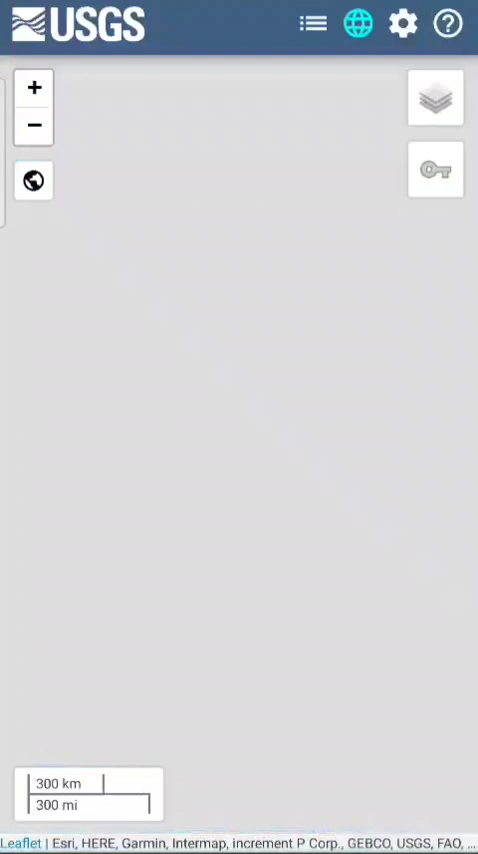 USGS
+
−
300 km
300 mi
Leaflet | Esri, HERE, Garmin, Intermap, increment P Corp., GEBCO, USGS, FAO, ...